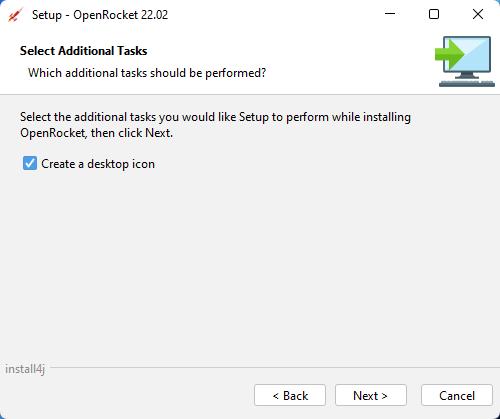 Setup - OpenRocket 22.02
Select Additional Tasks
Which additional tasks should be performed?
Select the additional tasks you would like Setup to perform while installing
OpenRocket, then click Next.
Create a desktop icon
install4j
< Back
Next >
Cancel